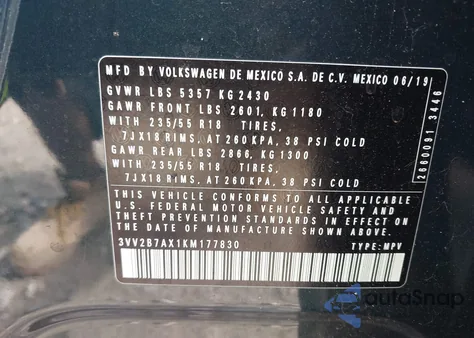 MFD. BY VOLKSWAGEN DE MEXICO S.A. DE C.V. MEXICO 06/19
GVWR LBS 5357 KG 2430
GAWR FRONT LBS 2601, KG 1180
WITH 235/55 R18 TIRES,
7JX18 RIMS, AT 260 KPA, 38 PSI COLD
GAWR REAR LBS 2866, KG 1300
WITH 235/55 R18 TIRES,
7JX18 RIMS, AT 260 KPA, 38 PSI COLD
THIS VEHICLE CONFORMS TO ALL APPLICABLE
U.S. FEDERAL MOTOR VEHICLE SAFETY AND
THEFT PREVENTION STANDARDS IN EFFECT ON
THE DATE OF MANUFACTURE SHOWN ABOVE.
3VV2B7AX1KM177830 TYPE: MPV
2660091 3446
autoSnap